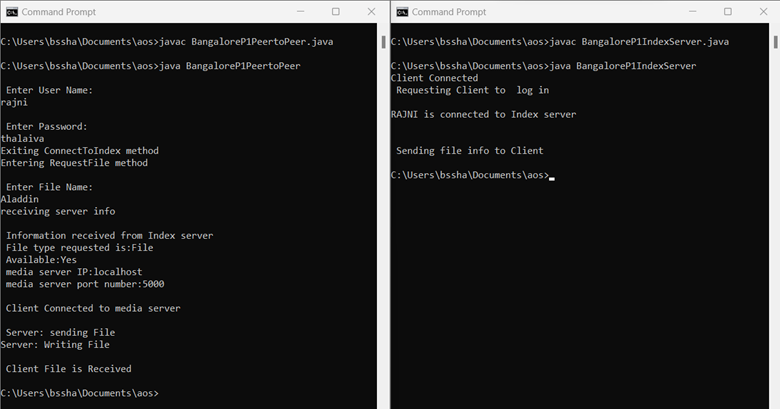 Command Prompt
C:\Users\bssha\Documents\aos>javac BangaloreP1PeertoPeer.java
C:\Users\bssha\Documents\aos>java BangaloreP1PeertoPeer
Enter User Name:
rajni
Enter Password:
thalaiva
Exiting ConnectToIndex method
Entering RequestFile method
Enter File Name:
Aladdin
receiving server info
Information received from Index server
File type requested is:File
Available:Yes
media server IP:localhost
media server port number:5000
Client Connected to media server
Server: sending File
Server: Writing File
Client File is Received
C:\Users\bssha\Documents\aos>
Command Prompt
C:\Users\bssha\Documents\aos>javac BangaloreP1IndexServer.java
C:\Users\bssha\Documents\aos>java BangaloreP1IndexServer
Client Connected
Requesting Client to  log in
RAJNI is connected to Index server
Sending file info to Client
C:\Users\bssha\Documents\aos>